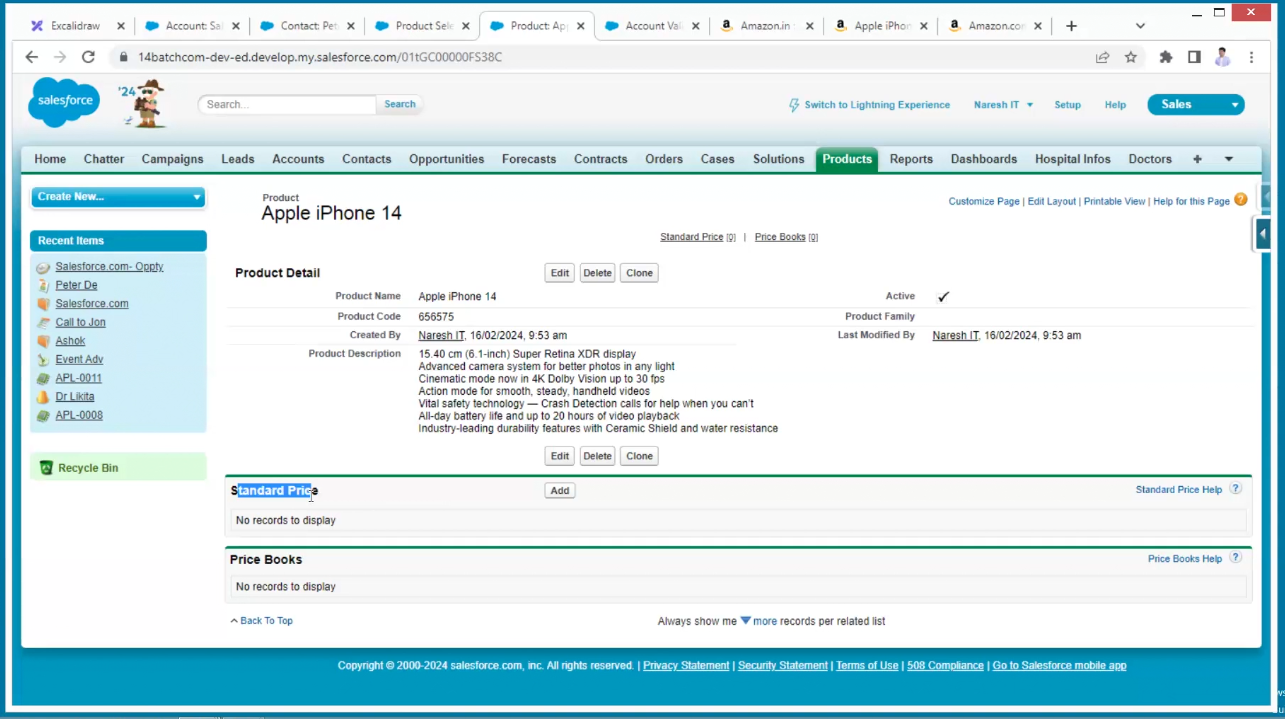 Excalidraw
Account: Sal
Contact: Pet
Product Sele
Product: App
Account Vali
Amazon.in
Apple iPhon
Amazon.co
14batchcom-dev-ed.develop.my.salesforce.com/01tGC00000FS38C
salesforce
'24
Search...
Search
Switch to Lightning Experience
Naresh IT
Setup
Help
Sales
Home
Chatter
Campaigns
Leads
Accounts
Contacts
Opportunities
Forecasts
Contracts
Orders
Cases
Solutions
Products
Reports
Dashboards
Hospital Infos
Doctors
+
Create New...
Recent Items
Salesforce.com- Oppty
Peter De
Salesforce.com
Call to Jon
Ashok
Event Adv
APL-0011
Dr Likita
APL-0008
Recycle Bin
Product
Apple iPhone 14
Customize Page | Edit Layout | Printable View | Help for this Page ?
Standard Price [0] | Price Books [0]
Product Detail
Edit
Delete
Clone
Product Name Apple iPhone 14
Active
Product Code 656575
Product Family
Created By Naresh IT, 16/02/2024, 9:53 am
Last Modified By Naresh IT, 16/02/2024, 9:53 am
Product Description 15.40 cm (6.1-inch) Super Retina XDR display
Advanced camera system for better photos in any light
Cinematic mode now in 4K Dolby Vision up to 30 fps
Action mode for smooth, steady, handheld videos
Vital safety technology — Crash Detection calls for help when you can't
All-day battery life and up to 20 hours of video playback
Industry-leading durability features with Ceramic Shield and water resistance
Edit
Delete
Clone
Standard Price
Add
Standard Price Help ?
No records to display
Price Books
Price Books Help ?
No records to display
Back To Top
Always show me more records per related list
Copyright © 2000-2024 salesforce.com, inc. All rights reserved. | Privacy Statement | Security Statement | Terms of Use | 508 Compliance | Go to Salesforce mobile app